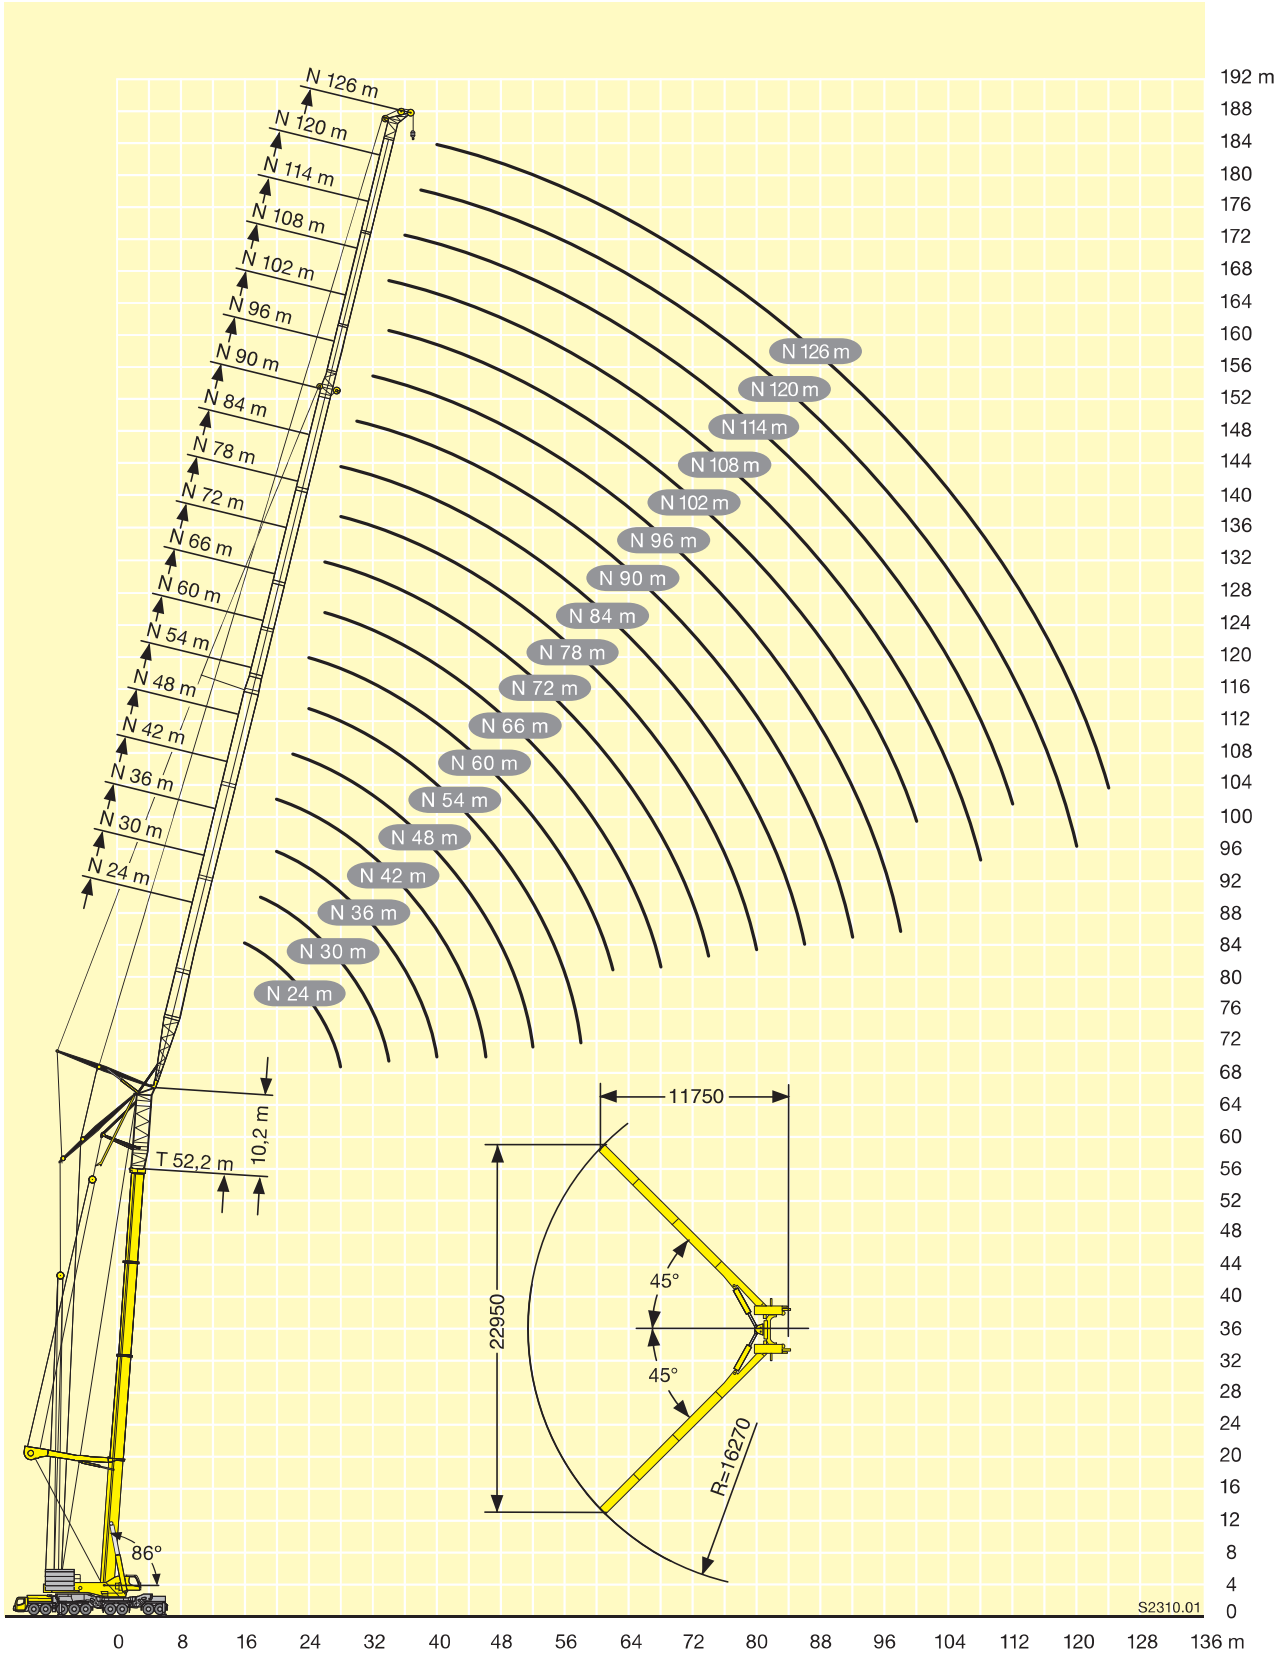 192 m
188
184
180
176
172
168
164
160
156
152
148
144
140
136
132
128
124
120
116
112
108
104
100
96
92
88
84
80
76
72
68
64
60
56
52
48
44
40
36
32
28
24
20
16
12
8
4
0
N 126 m
N 120 m
N 114 m
N 108 m
N 102 m
N 96 m
N 90 m
N 84 m
N 78 m
N 72 m
N 66 m
N 60 m
N 54 m
N 48 m
N 42 m
N 36 m
N 30 m
N 24 m
N 126 m
N 120 m
N 114 m
N 108 m
N 102 m
N 96 m
N 90 m
N 84 m
N 78 m
N 72 m
N 66 m
N 60 m
N 54 m
N 48 m
N 42 m
N 36 m
N 30 m
N 24 m
10,2 m
T 52,2 m
11750
22950
45°
45°
R=16270
86°
S2310.01
0 8 16 24 32 40 48 56 64 72 80 88 96 104 112 120 128 136 m